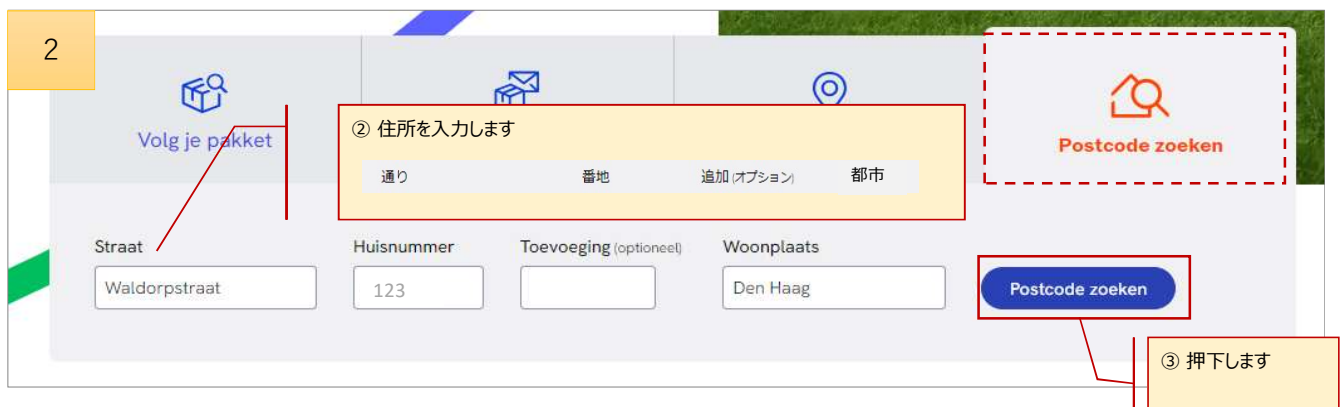 2
Volg je pakket
Postcode zoeken
② 住所を入力します
通り 番地 追加(オプション) 都市
Straat Huisnummer Toevoeging (optioneel) Woonplaats
Waldorpstraat 123 Den Haag Postcode zoeken
③ 押下します